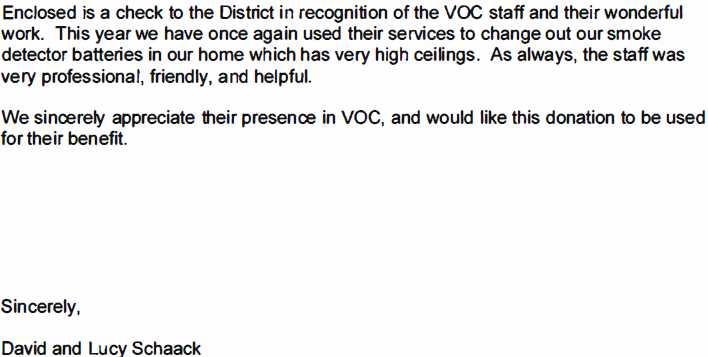 Enclosed is a check to the District in recognition of the VOC staff and their wonderful
work.  This year we have once again used their services to change out our smoke
detector batteries in our home which has very high ceilings.  As always, the staff was
very professional, friendly, and helpful.
We sincerely appreciate their presence in VOC, and would like this donation to be used
for their benefit.
Sincerely,
David and Lucy Schaack